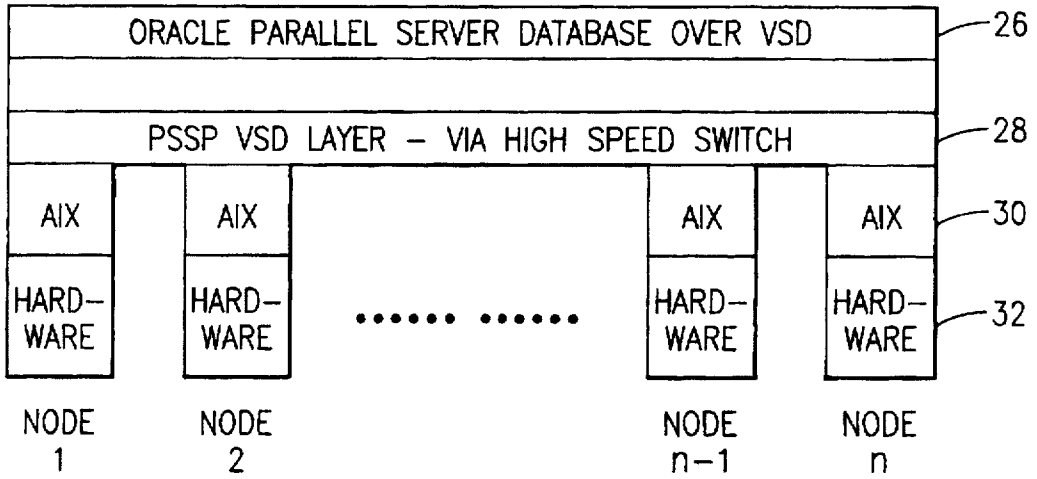 ORACLE PARALLEL SERVER DATABASE OVER VSD
26
PSSP VSD LAYER – VIA HIGH SPEED SWITCH
28
AIX
AIX
AIX
AIX
30
HARD–
WARE
HARD–
WARE
HARD–
WARE
HARD–
WARE
32
NODE
1
NODE
2
NODE
n–1
NODE
n